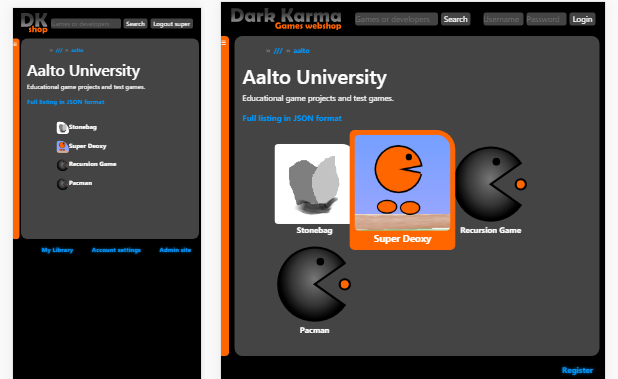 DK
shop
Games or developers
Search
Logout super
≡
» /// » aalto
Aalto University
Educational game projects and test games.
Full listing in JSON format
Stonebag
Super Deoxy
Recursion Game
Pacman
My Library
Account settings
Admin site
Dark Karma
Games webshop
Games or developers
Search
Username
Password
Login
≡
» /// » aalto
Aalto University
Educational game projects and test games.
Full listing in JSON format
Stonebag
Super Deoxy
Recursion Game
Pacman
Register